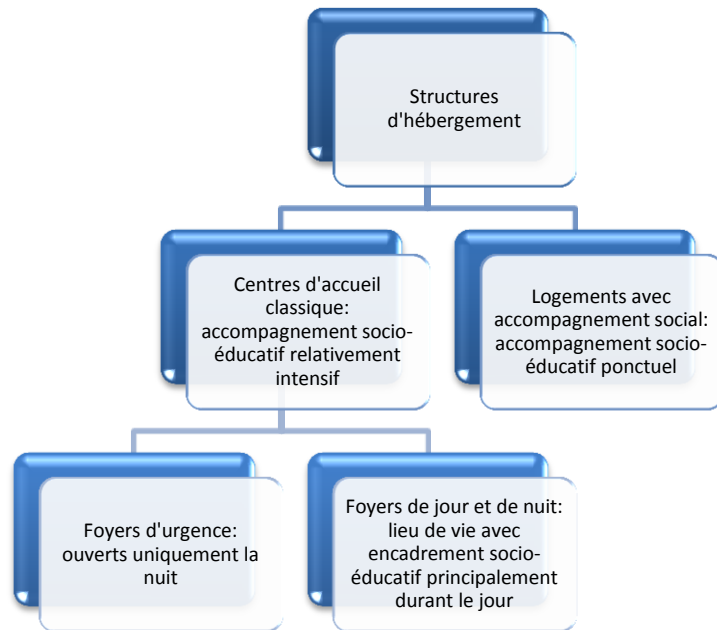 Structures
d'hébergement
Centres d'accueil
classique:
accompagnement socio-
éducatif relativement
intensif
Logements avec
accompagnement social:
accompagnement socio-
éducatif ponctuel
Foyers d'urgence:
ouverts uniquement la
nuit
Foyers de jour et de nuit:
lieu de vie avec
encadrement socio-
éducatif principalement
durant le jour